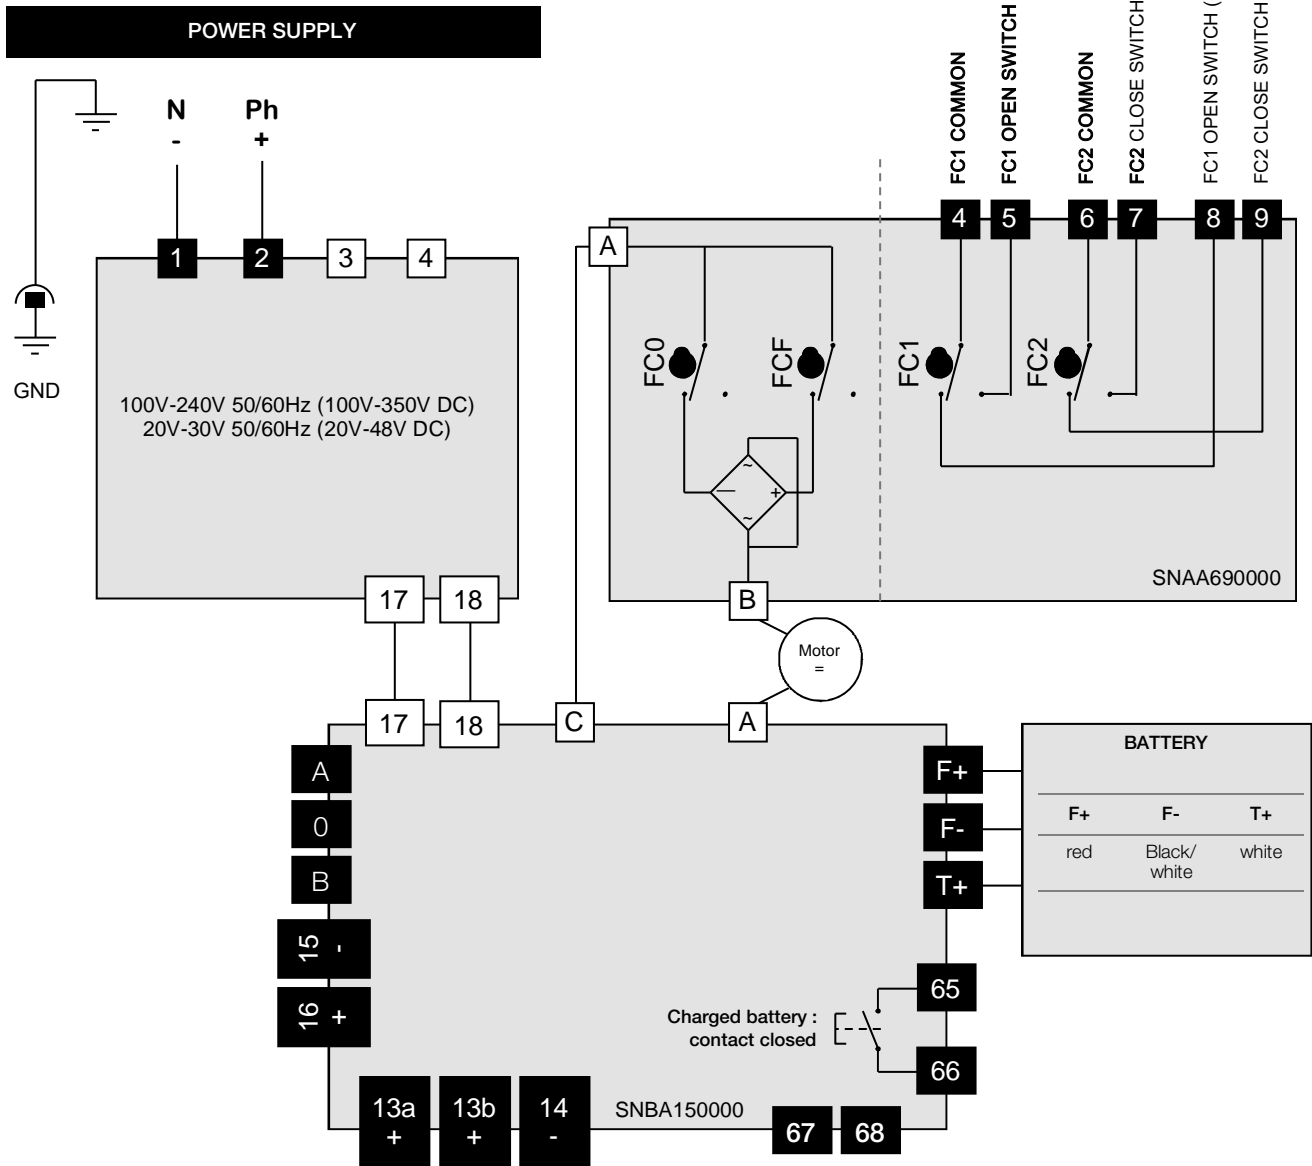 POWER SUPPLY
N
-
Ph
+
GND
1
2
3
4
100V-240V 50/60Hz (100V-350V DC)
20V-30V 50/60Hz (20V-48V DC)
17
18
FC1 COMMON
FC1 OPEN SWITCH
FC2 COMMON
FC2 CLOSE SWITCH
FC1 OPEN SWITCH (
FC2 CLOSE SWITCH
4
5
6
7
8
9
A
FC0
FCF
FC1
FC2
~
— +
~
SNAA690000
B
Motor
=
17
18
C
A
A
0
B
15 -
16 +
F+
F-
T+
BATTERY
F+ F- T+
red Black/ white
white
65
66
Charged battery :
contact closed
13a
+
13b
+
14
-
SNBA150000
67
68